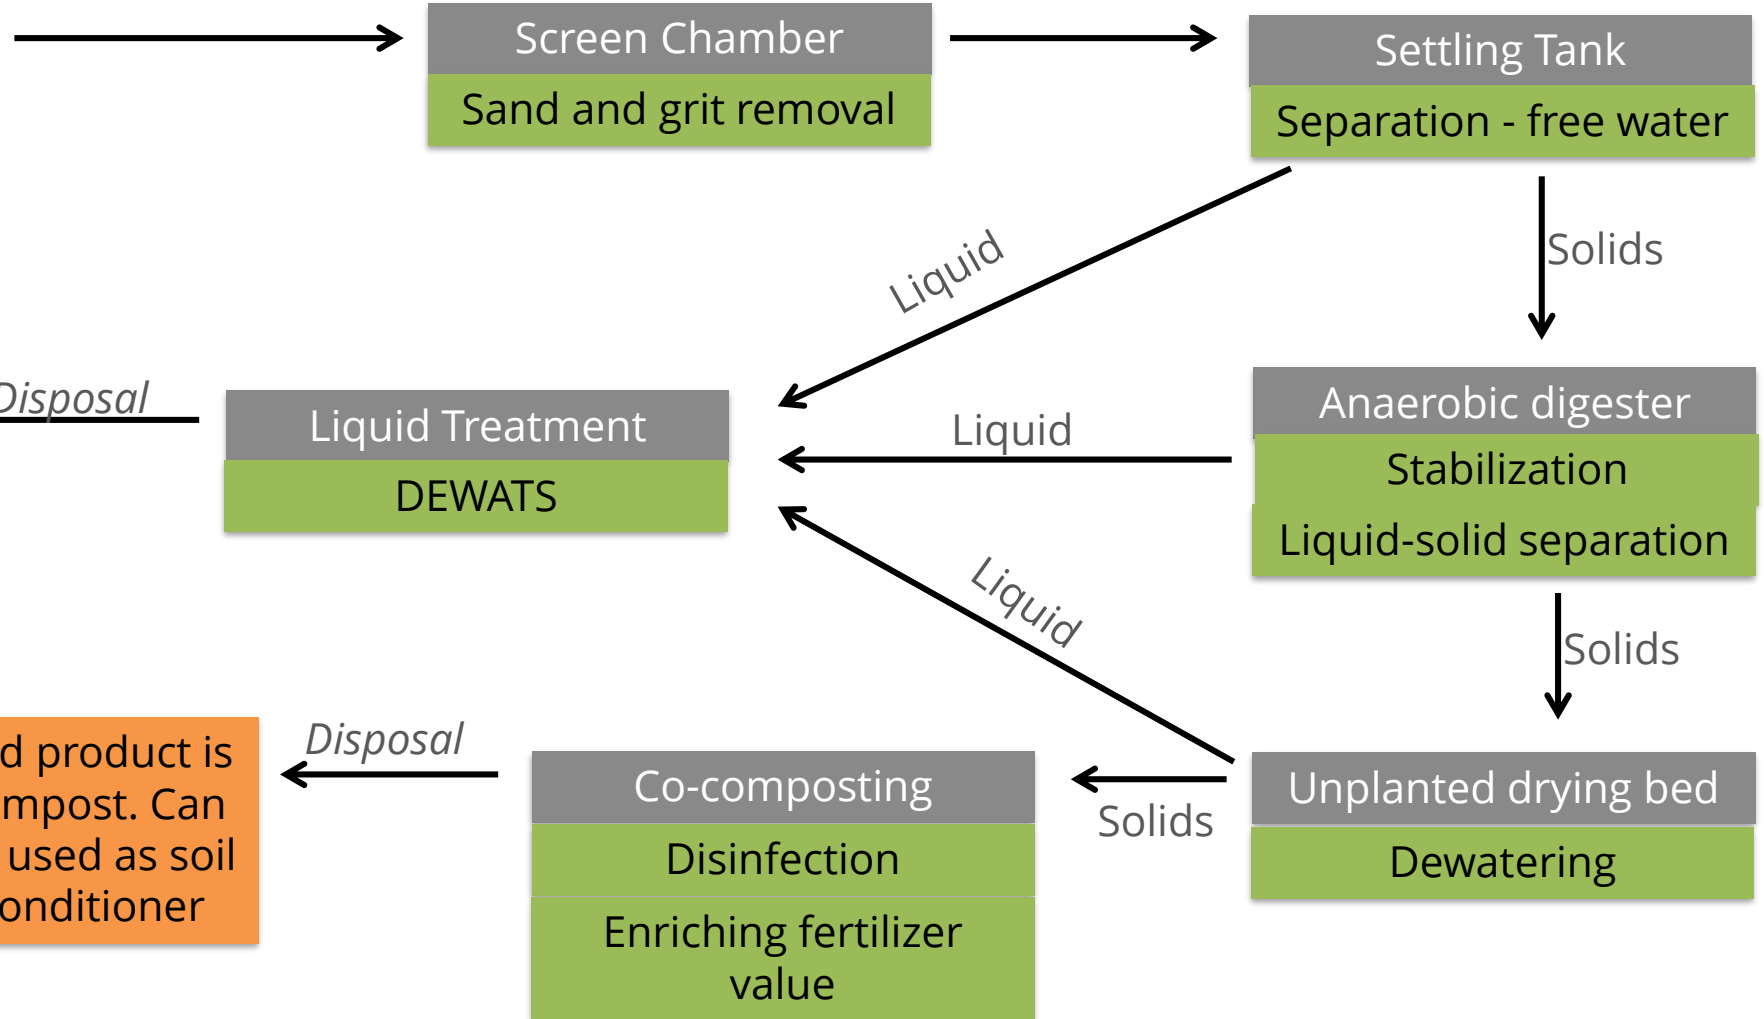 Screen Chamber
Sand and grit removal
Settling Tank
Separation - free water
Liquid
Solids
Disposal
Liquid Treatment
DEWATS
Liquid
Anaerobic digester
Stabilization
Liquid-solid separation
Liquid
Solids
product is
Can
used as soil
Disposal
Co-composting
Disinfection
Enriching fertilizer
value
Solids
Unplanted drying bed
Dewatering